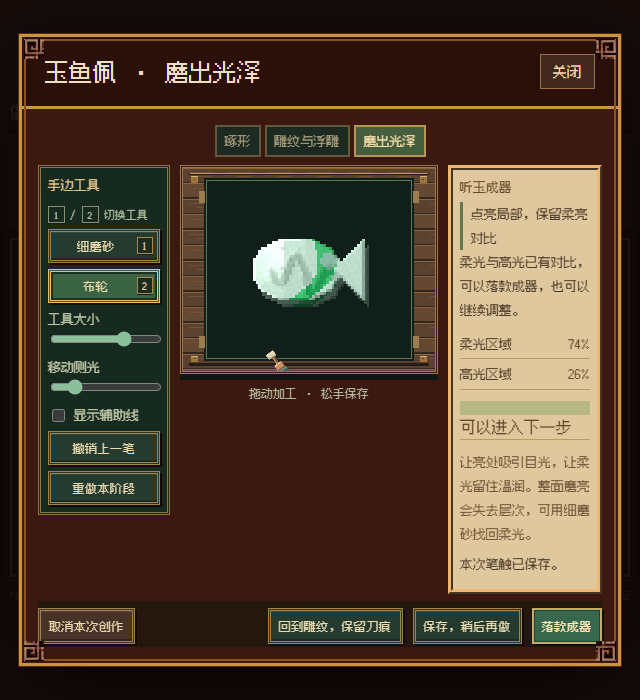 玉鱼佩 · 磨出光泽
关闭
琢形
雕纹与浮雕
磨出光泽
手边工具
1 / 2 切换工具
细磨砂 1
布轮 2
工具大小
移动测光
显示辅助线
撤销上一笔
重做本阶段
拖动加工 · 松手保存
听玉成器
点亮局部，保留柔亮
对比
柔光与高光已有对比，
可以落款成器，也可以
继续调整。
柔光区域 74%
高光区域 26%
可以进入下一步
让亮处吸引目光，让柔
光留住温润。整面磨亮
会失去层次，可用细磨
砂找回柔光。
本次笔触已保存。
取消本次创作
回到雕纹，保留刀痕
保存，稍后再做
落款成器